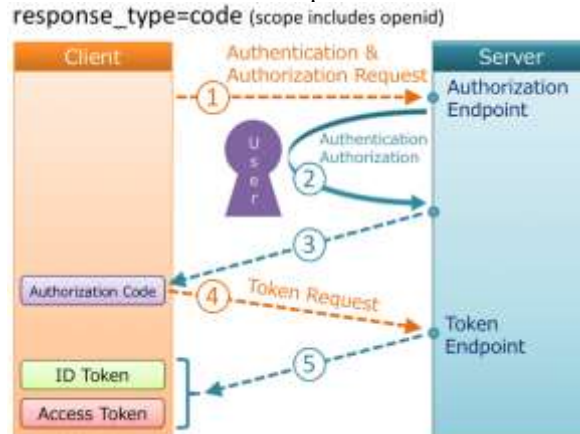 response_type=code (scope includes openid)
Client
Authentication &
Authorization Request
Server
1
Authorization
Endpoint
User
Authentication
Authorization
2
3
Authorization Code
4
Token Request
Token
Endpoint
5
ID Token
Access Token